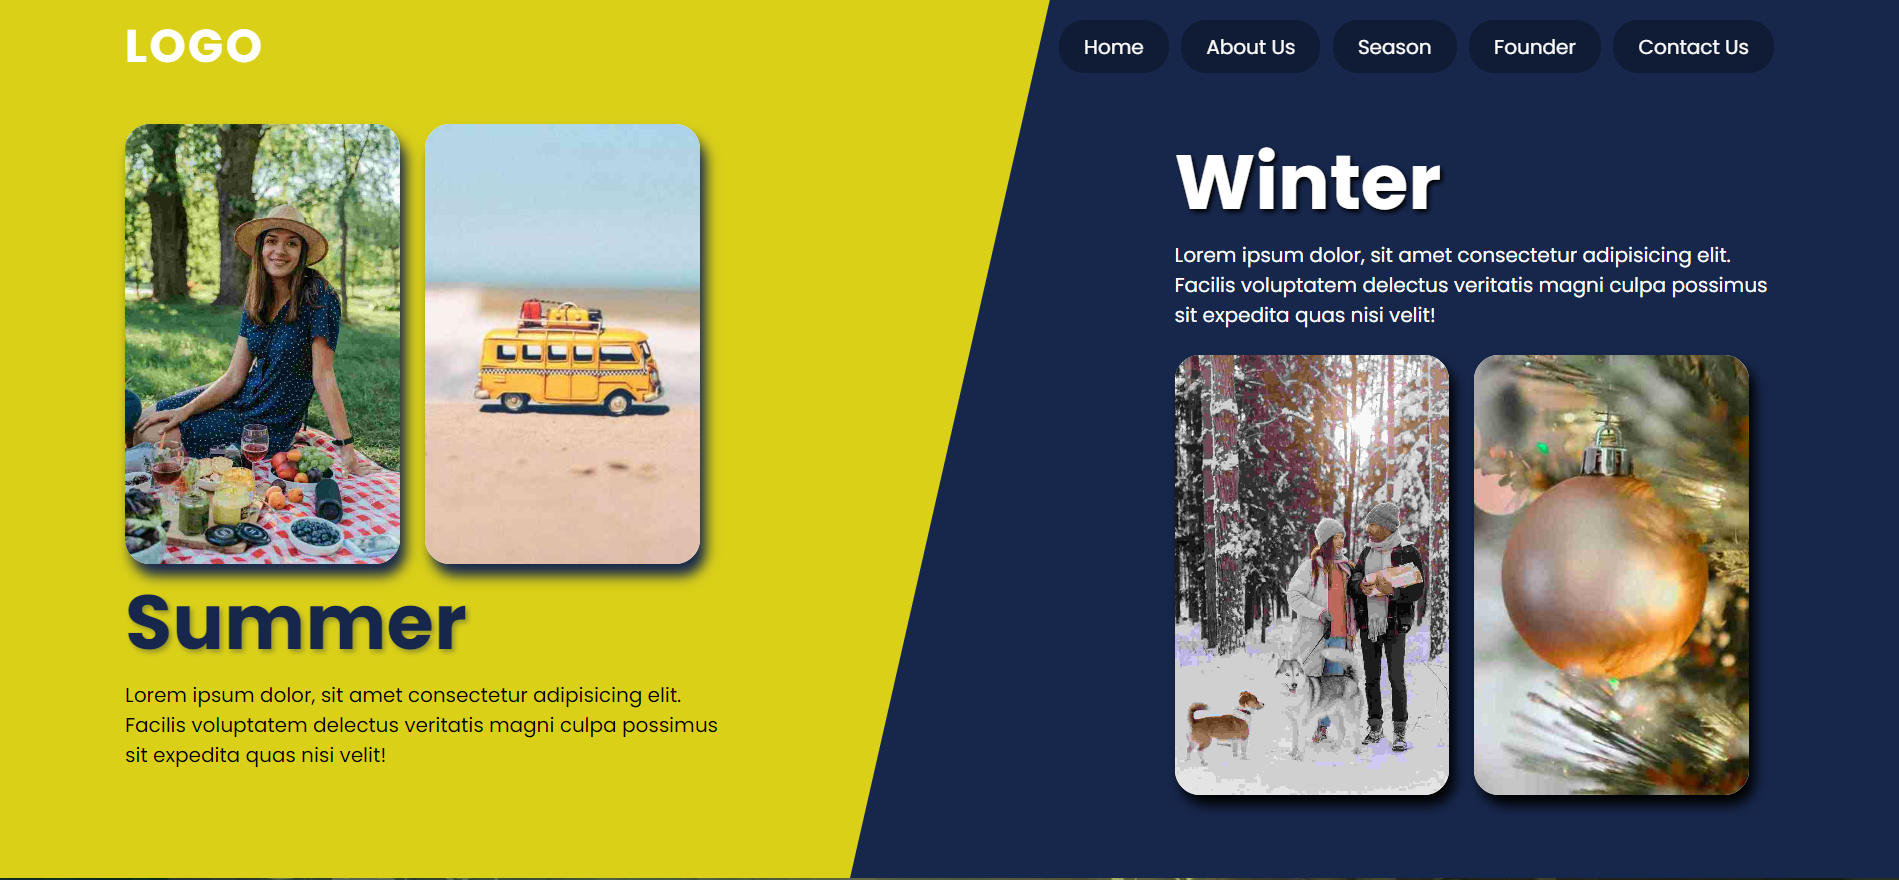 LOGO
Home
About Us
Season
Founder
Contact Us
Summer
Lorem ipsum dolor, sit amet consectetur adipisicing elit.
Facilis voluptatem delectus veritatis magni culpa possimus
sit expedita quas nisi velit!
Winter
Lorem ipsum dolor, sit amet consectetur adipisicing elit.
Facilis voluptatem delectus veritatis magni culpa possimus
sit expedita quas nisi velit!